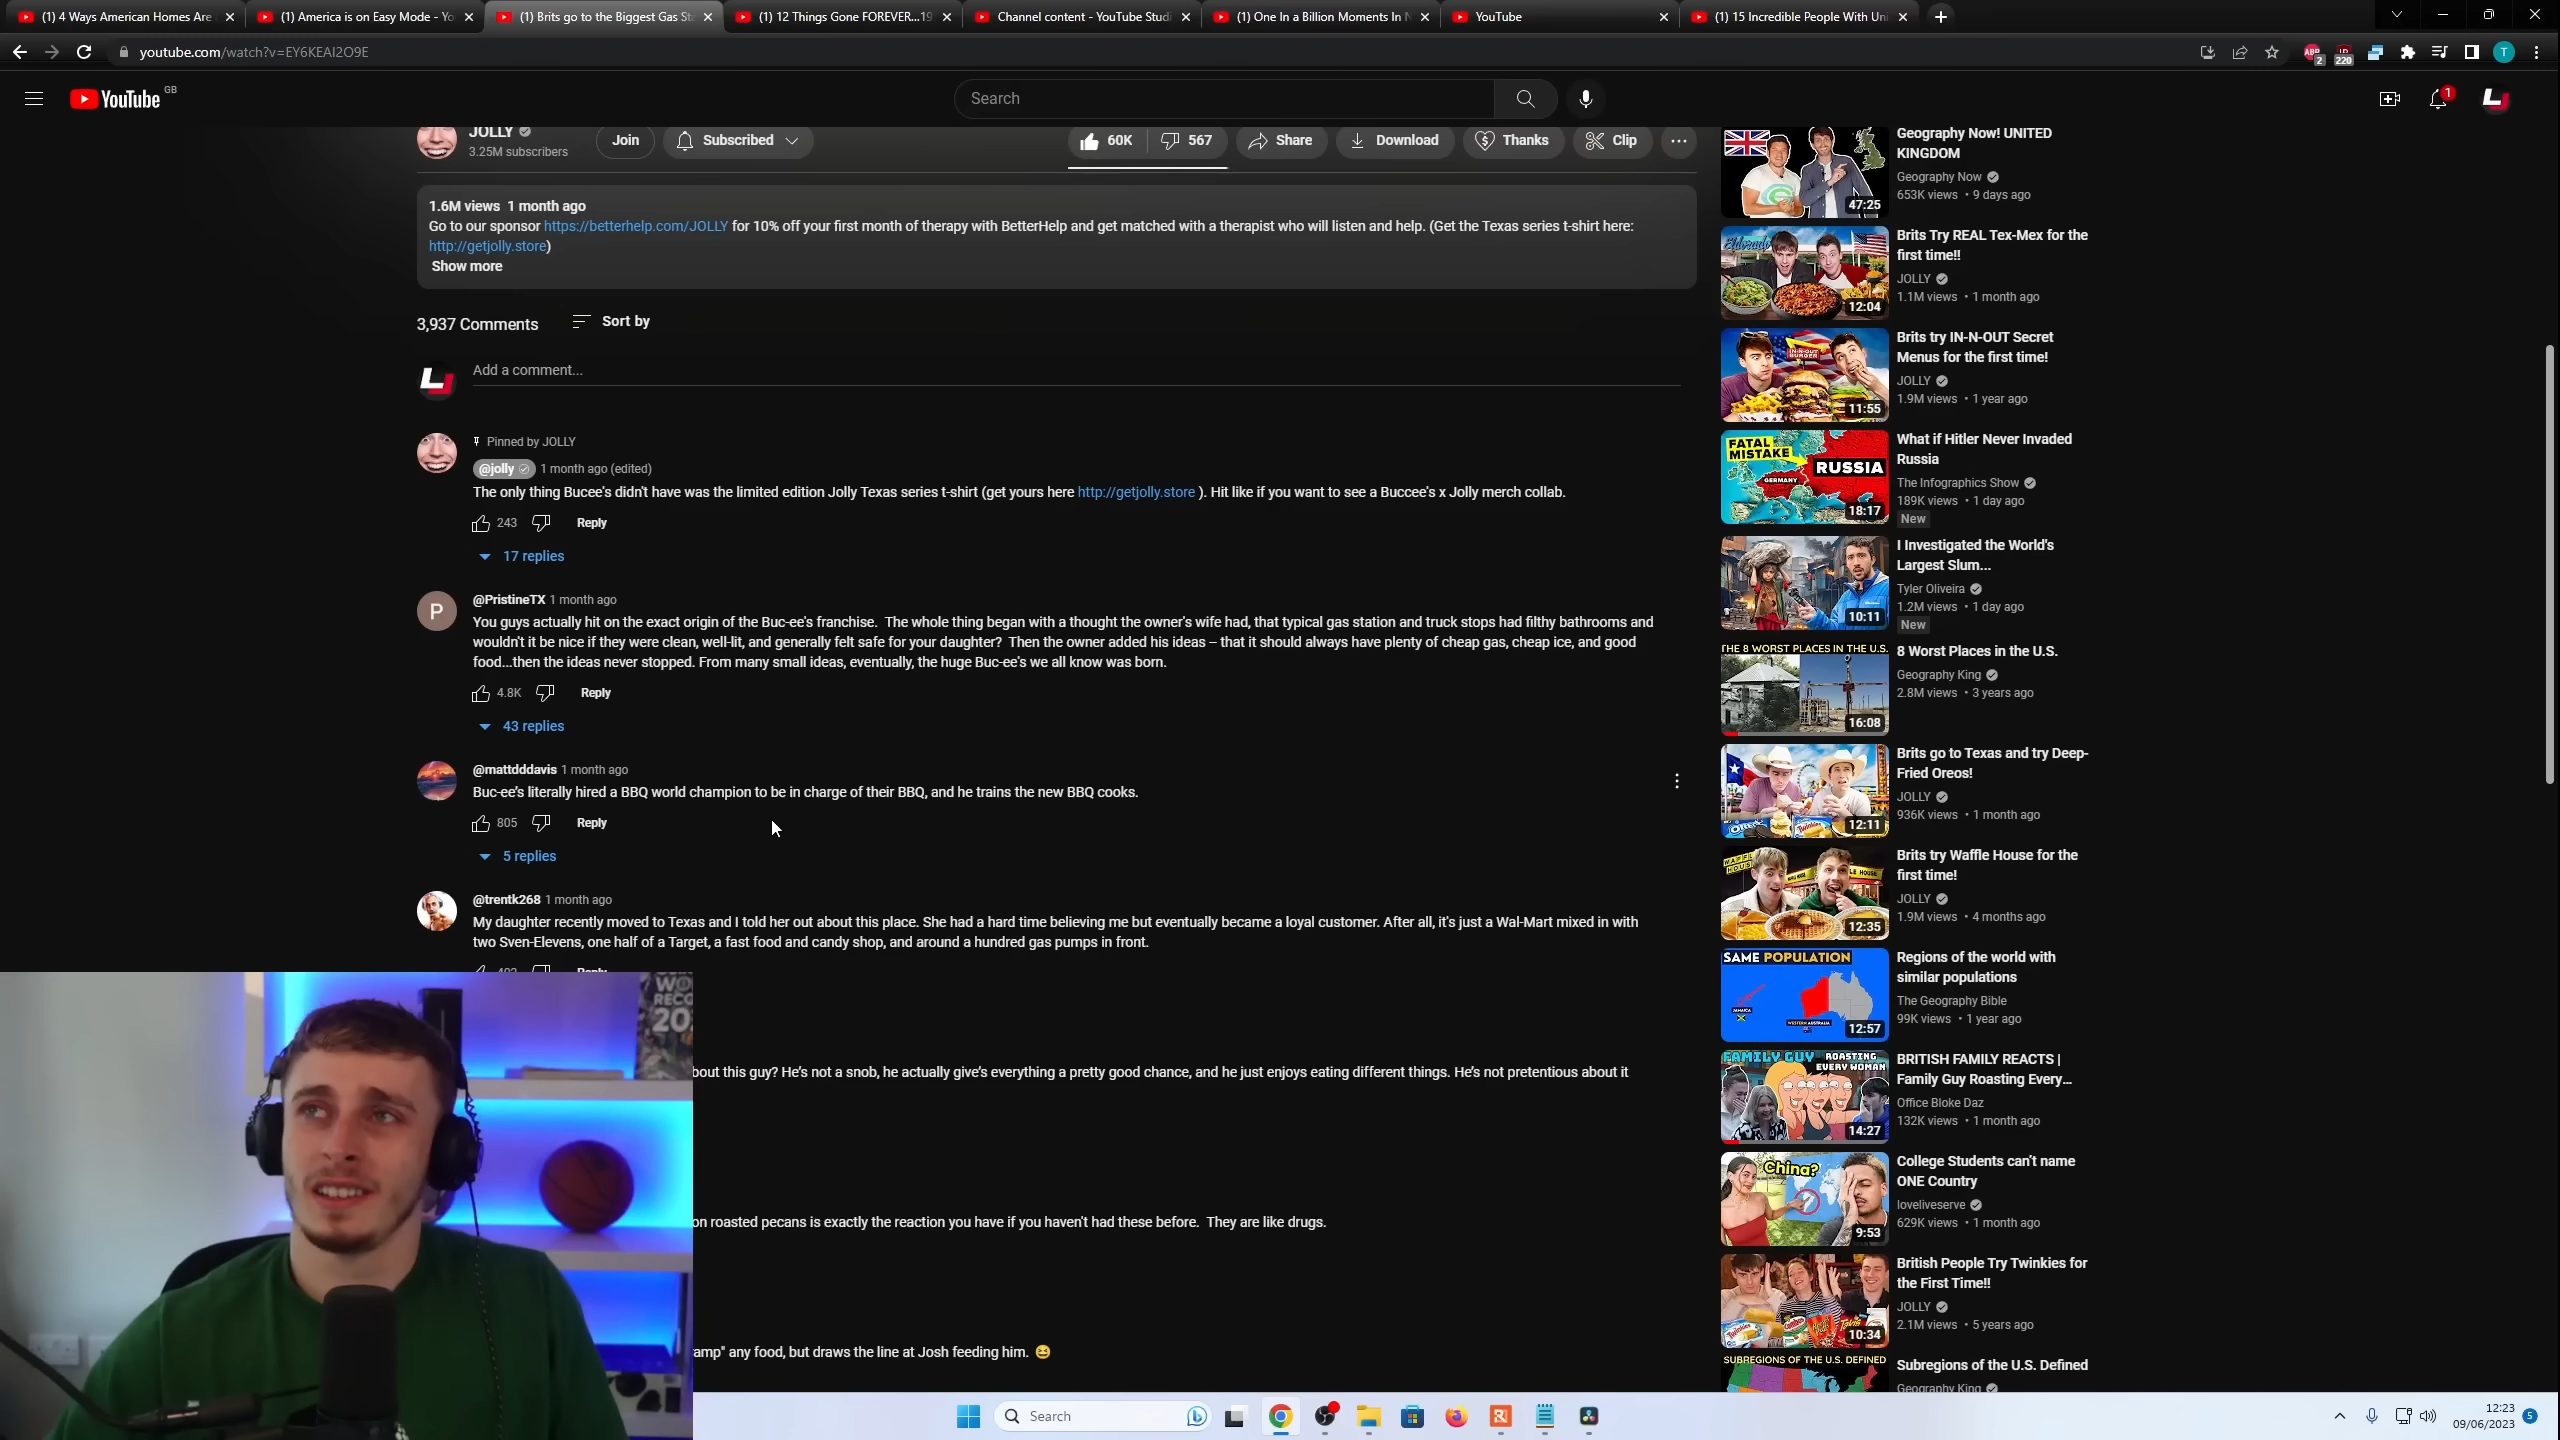 (1) 4 Ways American Homes Are
(1) America is on Easy Mode - Yo
(1) Brits go to the Biggest Gas Sta
(1) 12 Things Gone FOREVER...19
Channel content - YouTube Studi
(1) One In a Billion Moments In N
YouTube
(1) 15 Incredible People With Uni
youtube.com/watch?v=EY6KEAI2O9E
ABP
2
220
T
YouTube GB
Search
1
JOLLY
3.25M subscribers
Join
Subscribed
60K
567
Share
Download
Thanks
Clip
1.6M views 1 month ago
Go to our sponsor https://betterhelp.com/JOLLY for 10% off your first month of therapy with BetterHelp and get matched with a therapist who will listen and help. (Get the Texas series t-shirt here:
http://getjolly.store)
Show more
3,937 Comments
Sort by
Add a comment...
Pinned by JOLLY
@jolly 1 month ago (edited)
The only thing Bucee's didn't have was the limited edition Jolly Texas series t-shirt (get yours here http://getjolly.store ). Hit like if you want to see a Buccee's x Jolly merch collab.
243 Reply
17 replies
P
@PristineTX 1 month ago
You guys actually hit on the exact origin of the Buc-ee's franchise. The whole thing began with a thought the owner's wife had, that typical gas station and truck stops had filthy bathrooms and
wouldn't it be nice if they were clean, well-lit, and generally felt safe for your daughter? Then the owner added his ideas – that it should always have plenty of cheap gas, cheap ice, and good
food...then the ideas never stopped. From many small ideas, eventually, the huge Buc-ee's we all know was born.
4.8K Reply
43 replies
@mattdddavis 1 month ago
Buc-ee's literally hired a BBQ world champion to be in charge of their BBQ, and he trains the new BBQ cooks.
805 Reply
5 replies
@trentk268 1 month ago
My daughter recently moved to Texas and I told her out about this place. She had a hard time believing me but eventually became a loyal customer. After all, it's just a Wal-Mart mixed in with
two Sven-Elevens, one half of a Target, a fast food and candy shop, and around a hundred gas pumps in front.
Reply
bout this guy? He's not a snob, he actually give's everything a pretty good chance, and he just enjoys eating different things. He's not pretentious about it
on roasted pecans is exactly the reaction you have if you haven't had these before. They are like drugs.
amp" any food, but draws the line at Josh feeding him. 😆
47:25
Geography Now! UNITED
KINGDOM
Geography Now
653K views • 9 days ago
12:04
Brits Try REAL Tex-Mex for the
first time!!
JOLLY
1.1M views • 1 month ago
IN-N-OUT
BURGER
11:55
Brits try IN-N-OUT Secret
Menus for the first time!
JOLLY
1.9M views • 1 year ago
FATAL
MISTAKE
RUSSIA
GERMANY
18:17
What if Hitler Never Invaded
Russia
The Infographics Show
189K views • 1 day ago
New
10:11
I Investigated the World's
Largest Slum...
Tyler Oliveira
1.2M views • 1 day ago
New
THE 8 WORST PLACES IN THE U.S.
16:08
8 Worst Places in the U.S.
Geography King
2.8M views • 3 years ago
OREO
Twinkies
12:11
Brits go to Texas and try Deep-
Fried Oreos!
JOLLY
936K views • 1 month ago
WAFFLE
HOUSE
12:35
Brits try Waffle House for the
first time!
JOLLY
1.9M views • 4 months ago
SAME POPULATION
JAMAICA
WESTERN AUSTRALIA
12:57
Regions of the world with
similar populations
The Geography Bible
99K views • 1 year ago
FAMILY GUY
ROASTING
EVERY WOMAN
14:27
BRITISH FAMILY REACTS |
Family Guy Roasting Every...
Office Bloke Daz
132K views • 1 month ago
China?
9:53
College Students can't name
ONE Country
loveliveserve
629K views • 1 month ago
Twinkies
Takis
10:34
British People Try Twinkies for
the First Time!!
JOLLY
2.1M views • 5 years ago
SUBREGIONS OF THE U.S. DEFINED
Subregions of the U.S. Defined
Geography King
WO
RECO
20
Search
12:23
09/06/2023
5